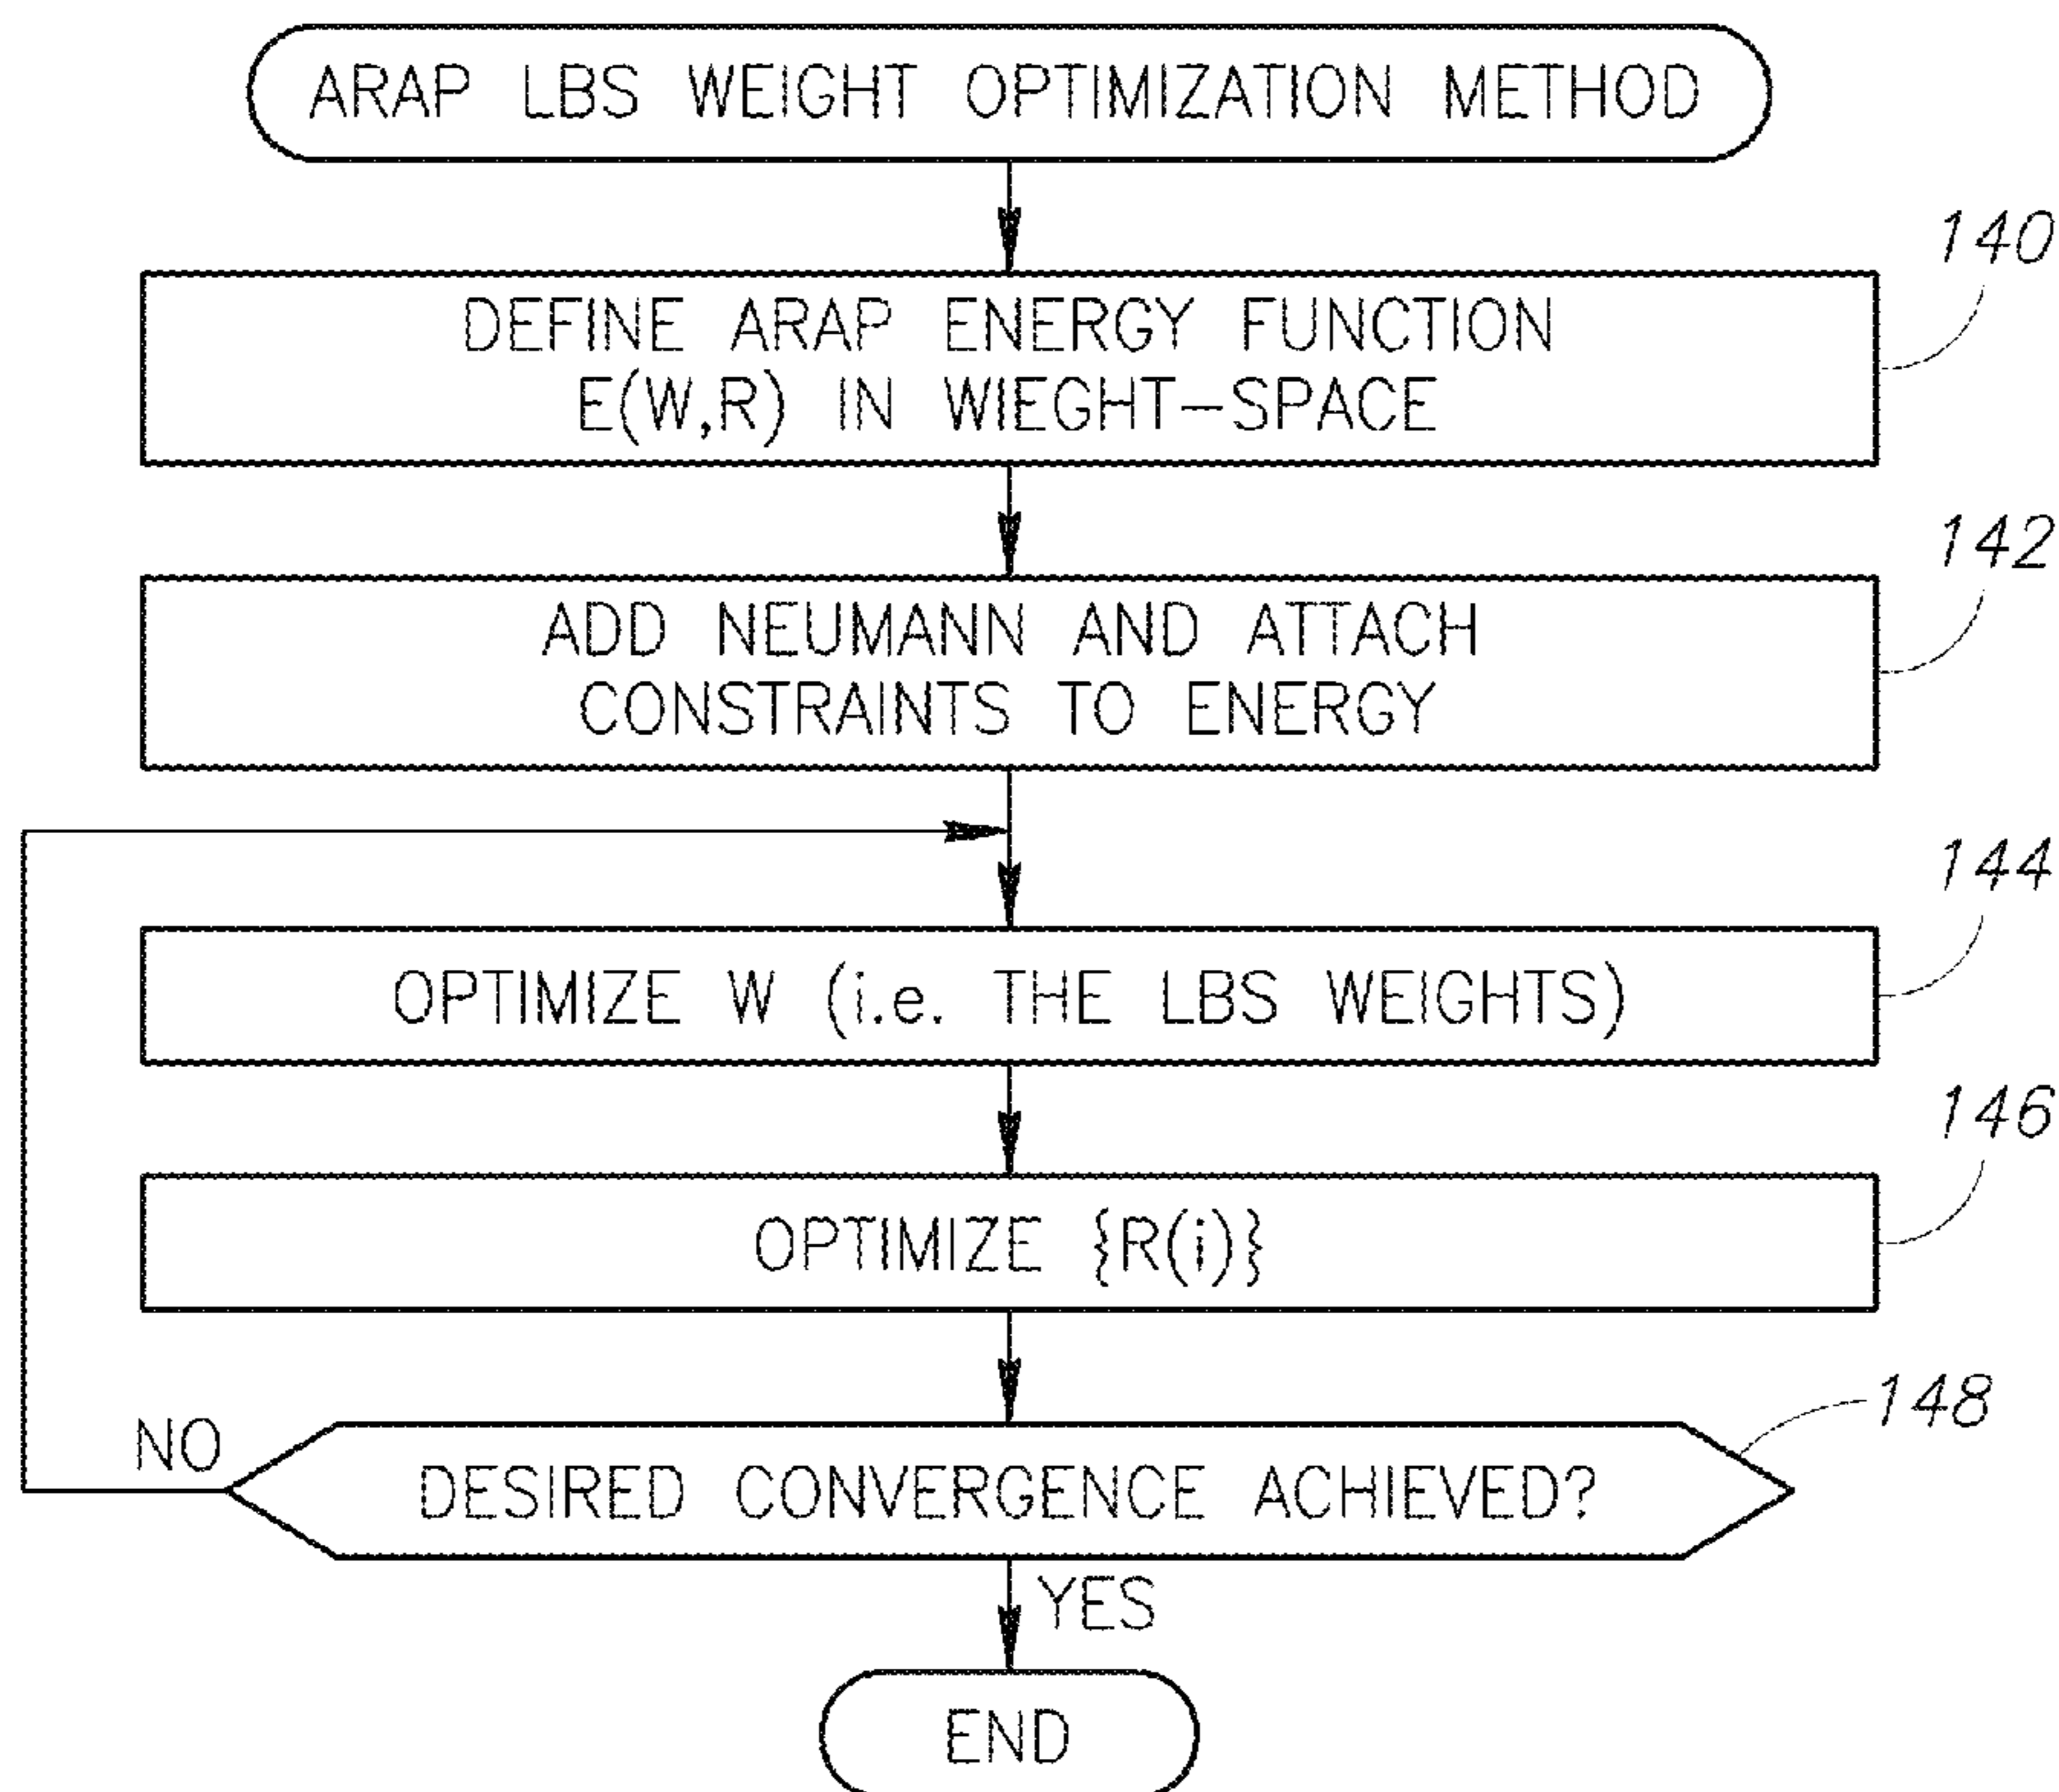 ARAP LBS WEIGHT OPTIMIZATION METHOD
140
DEFINE ARAP ENERGY FUNCTION
E(W,R) IN WIEGHT-SPACE
142
ADD NEUMANN AND ATTACH
CONSTRAINTS TO ENERGY
144
OPTIMIZE W (i.e. THE LBS WEIGHTS)
146
OPTIMIZE {R(i)}
148
NO
DESIRED CONVERGENCE ACHIEVED?
YES
END